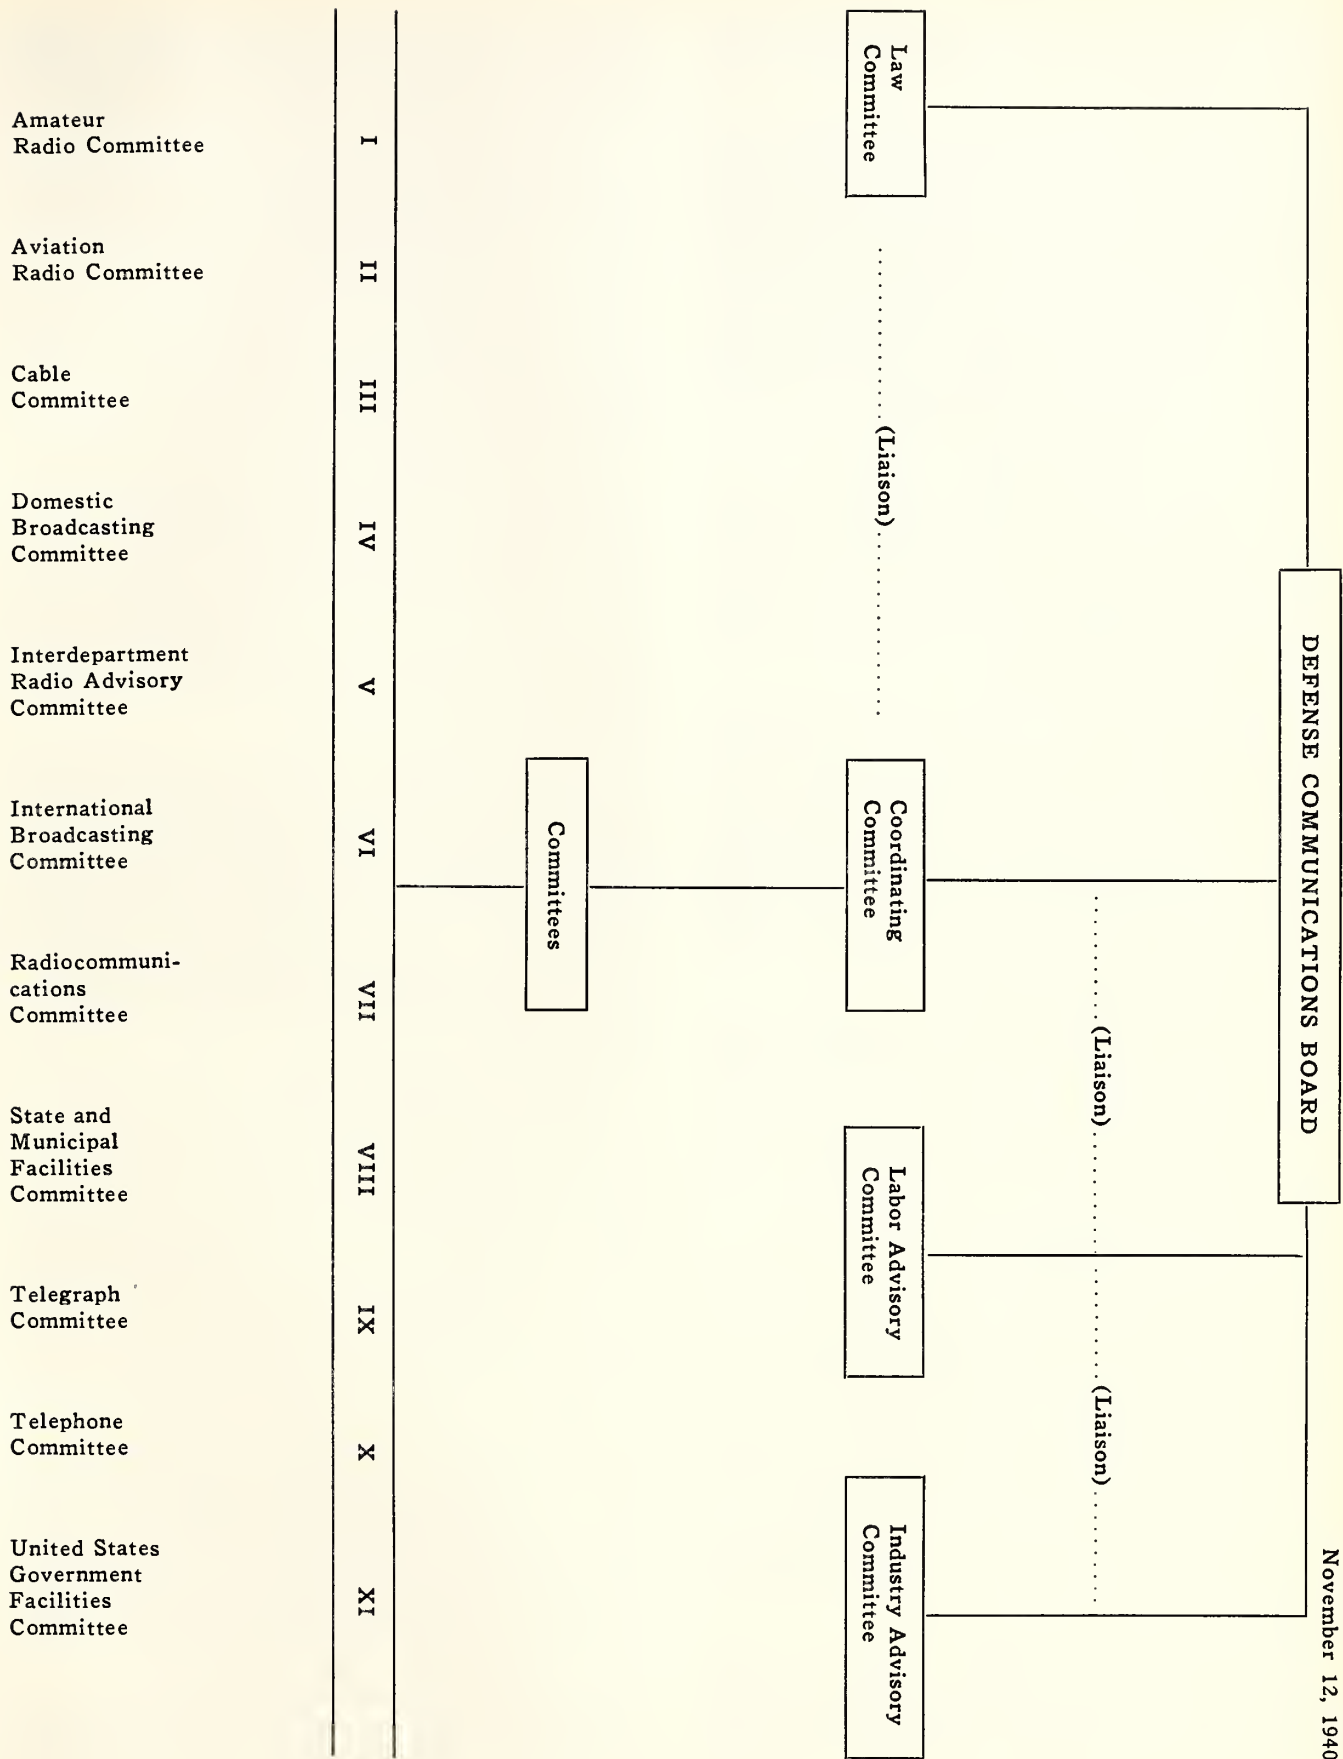 November 12, 1940
DEFENSE COMMUNICATIONS BOARD
(Liaison)
(Liaison)
Law
Committee
(Liaison)
Coordinating
Committee
Labor Advisory
Committee
Industry Advisory
Committee
Committees
I
II
III
IV
V
VI
VII
VIII
IX
X
XI
Amateur
Radio Committee
Aviation
Radio Committee
Cable
Committee
Domestic
Broadcasting
Committee
Interdepartment
Radio Advisory
Committee
International
Broadcasting
Committee
Radiocommuni-
cations
Committee
State and
Municipal
Facilities
Committee
Telegraph
Committee
Telephone
Committee
United States
Government
Facilities
Committee